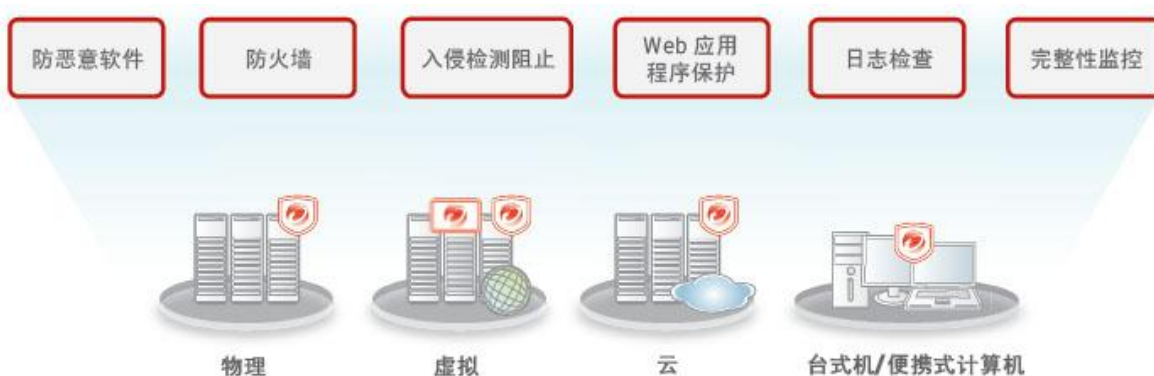 防恶意软件
防火墙
入侵检测阻止
Web 应用
程序保护
日志检查
完整性监控
物理
虚拟
云
台式机/便携式计算机